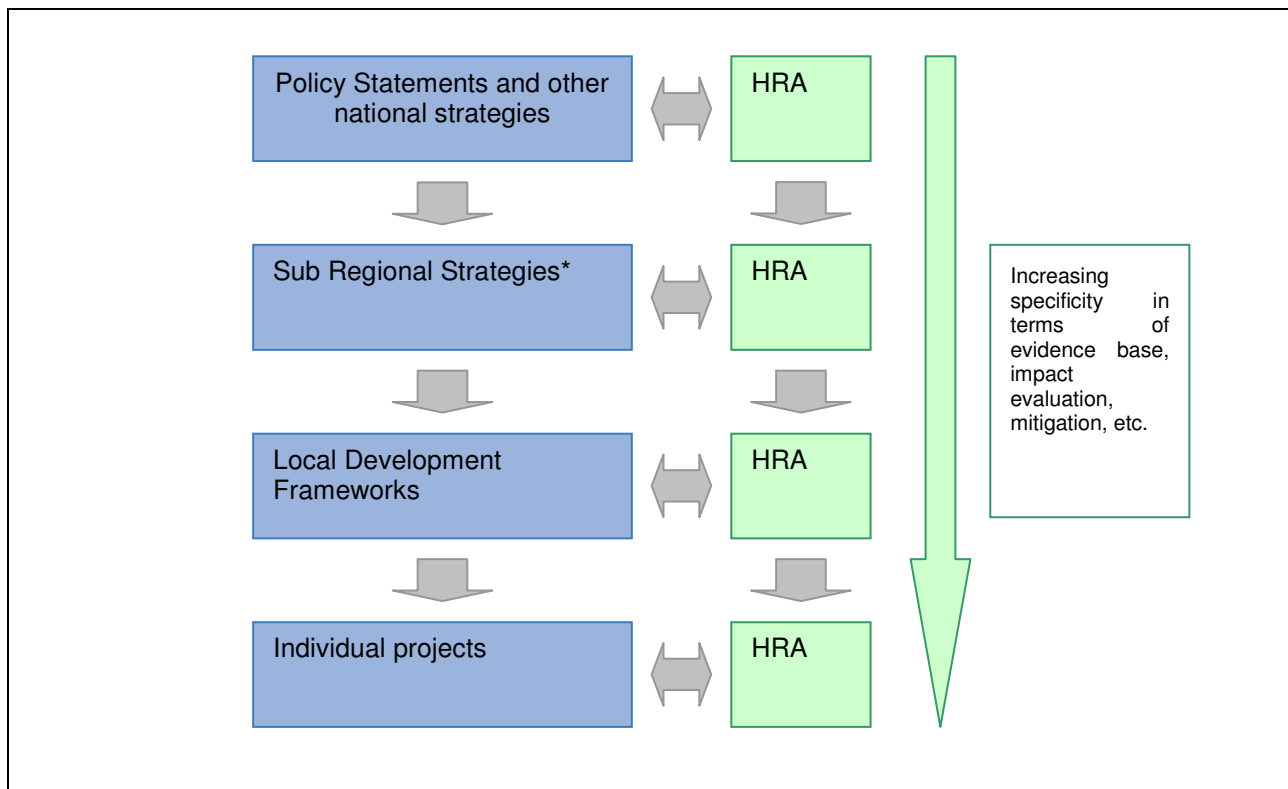 Policy Statements and other
national strategies
HRA
Sub Regional Strategies*
HRA
Increasing
specificity in
terms of
evidence base,
impact
evaluation,
mitigation, etc.
Local Development
Frameworks
HRA
Individual projects
HRA